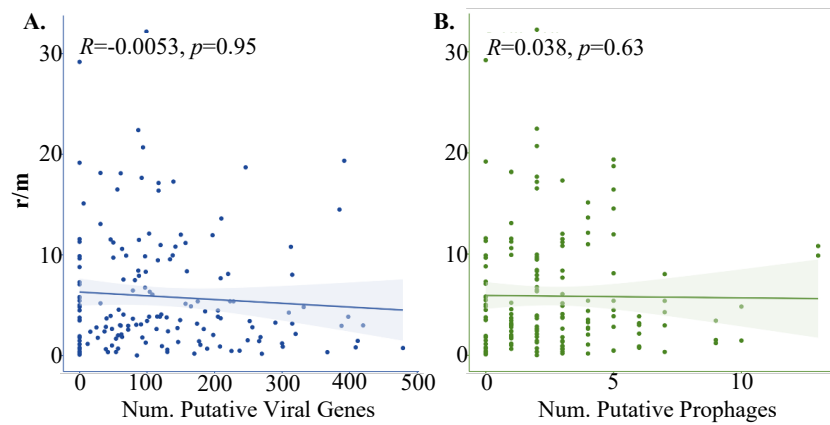 A.
R=-0.0053, p=0.95
30
20
10
0
r/m
0 100 200 300 400 500
Num. Putative Viral Genes
B.
R=0.038, p=0.63
30
20
10
0
0 5 10
Num. Putative Prophages